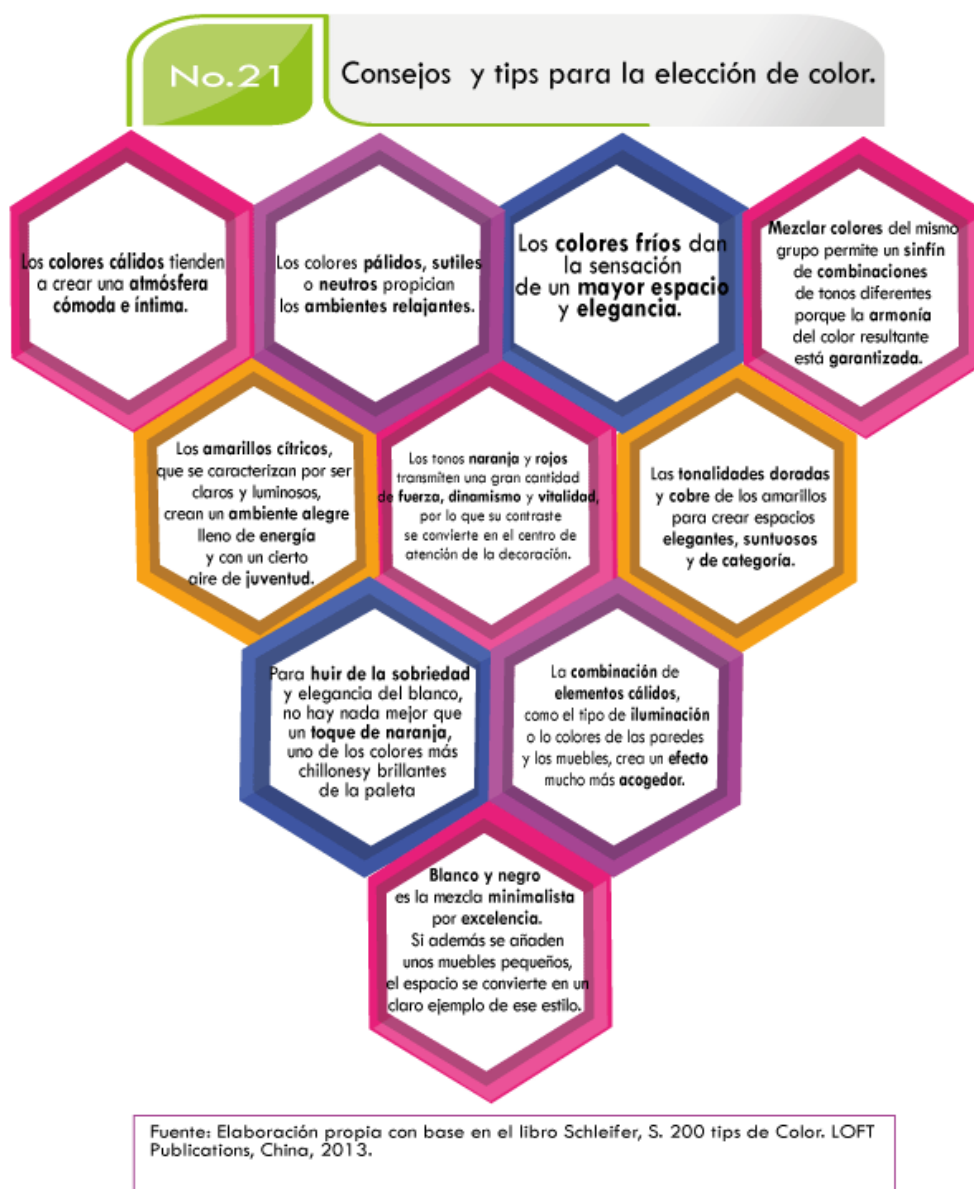 No.21
Consejos y tips para la elección de color.
Los colores cálidos tienden
a crear una atmósfera
cómoda e íntima.
Los colores pálidos, sutiles
o neutros propician
los ambientes relajantes.
Los colores fríos dan
la sensación
de un mayor espacio
y elegancia.
Mezclar colores del mismo
grupo permite un sinfín
de combinaciones
de tonos diferentes
porque la armonía
del color resultante
está garantizada.
Los amarillos cítricos,
que se caracterizan por ser
claros y luminosos,
crean un ambiente alegre
lleno de energía
y con un cierto
aire de juventud.
Los tonos naranja y rojos
transmiten una gran cantidad
de fuerza, dinamismo y vitalidad,
por lo que su contraste
se convierte en el centro de
atención de la decoración.
Las tonalidades doradas
y cobre de los amarillos
para crear espacios
elegantes, suntuosos
y de categoría.
Para huir de la sobriedad
y elegancia del blanco,
no hay nada mejor que
un toque de naranja,
uno de los colores más
chillonesy brillantes
de la paleta
La combinación de
elementos cálidos,
como el tipo de iluminación
o lo colores de las paredes
y los muebles, crea un efecto
mucho más acogedor.
Blanco y negro
es la mezcla minimalista
por excelencia.
Si además se añaden
unos muebles pequeños,
el espacio se convierte en un
claro ejemplo de ese estilo.
Fuente: Elaboración propia con base en el libro Schleifer, S. 200 tips de Color. LOFT
Publications, China, 2013.